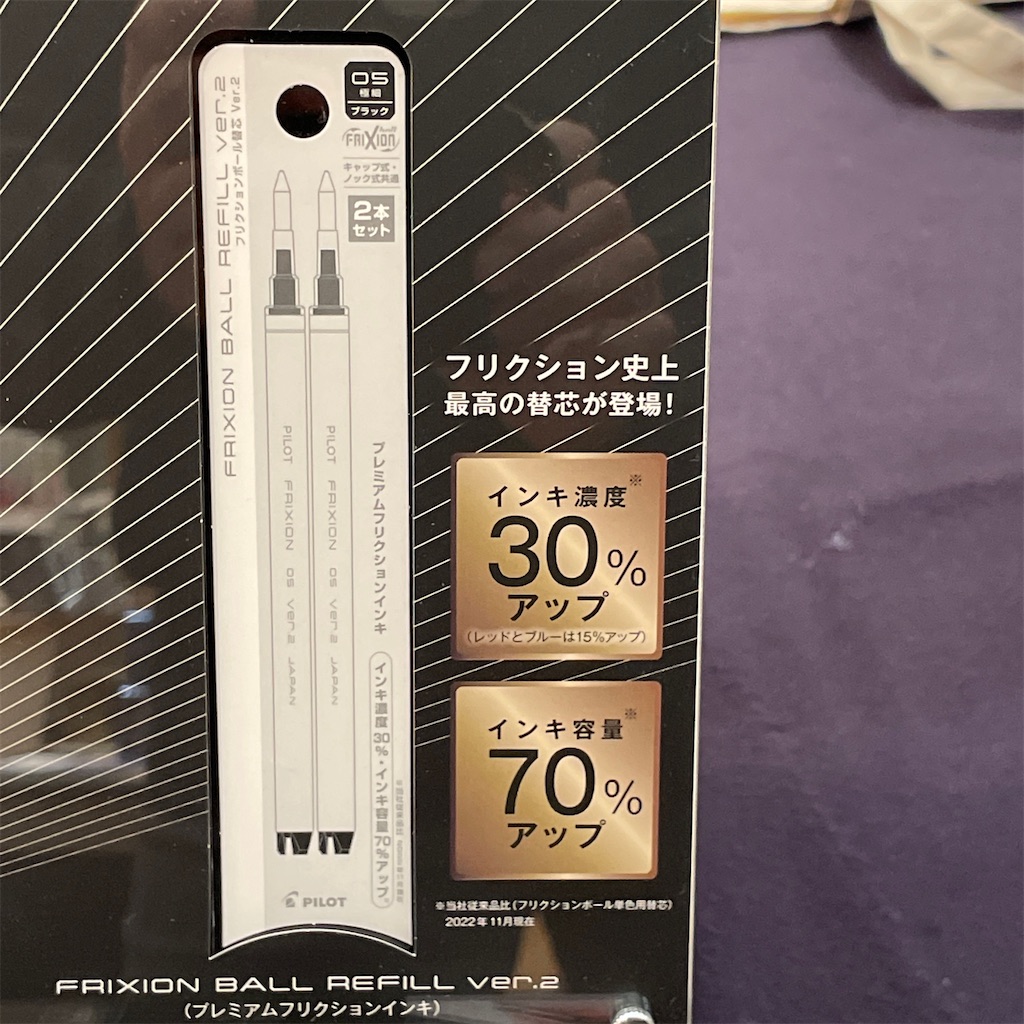 FRIXION BALL REFILL ver.2
フリクションボール替芯 Ver.2
05
極細
ブラック
FRIXION
キャップ式・
ノック式共通
2本
セット
PILOT FRIXION 05 Ver.2 JAPAN
PILOT FRIXION 05 Ver.2 JAPAN
プレミアムフリクションインキ
インキ濃度30%・インキ容量70%アップ※
PILOT
フリクション史上
最高の替芯が登場!
インキ濃度※
30%
アップ
(レッドとブルーは15%アップ)
インキ容量※
70%
アップ
※当社従来品比(フリクションボール単色用替芯)
2022年11月現在
FRIXION BALL REFILL ver.2
(プレミアムフリクションインキ)